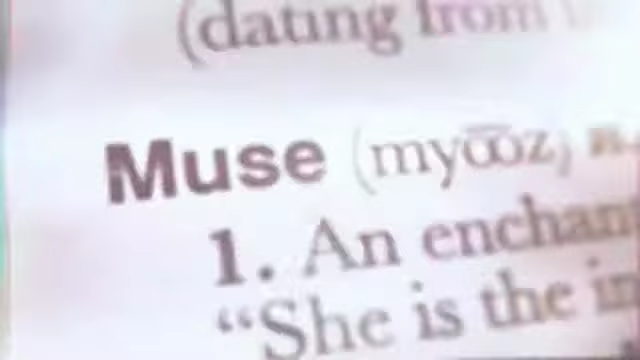 (dating from
Muse (myo͞oz) n.
1. An enchan
"She is the in